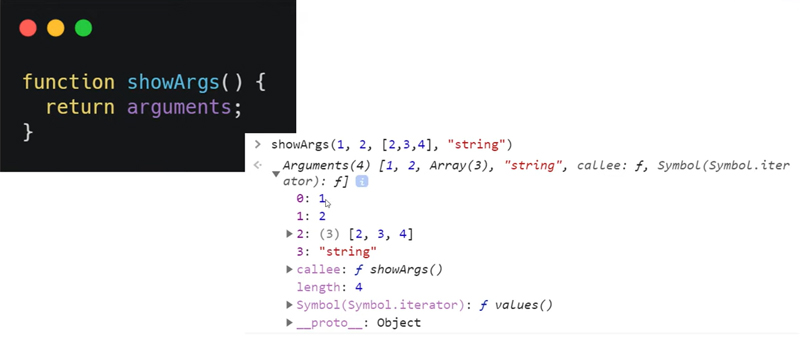 function showArgs() {
return arguments;
}
showArgs(1, 2, [2,3,4], "string")
Arguments(4) [1, 2, Array(3), "string", callee: ƒ, Symbol(Symbol.iter
ator): ƒ] i
0: 1
1: 2
2: (3) [2, 3, 4]
3: "string"
callee: ƒ showArgs()
length: 4
Symbol(Symbol.iterator): ƒ values()
__proto__: Object